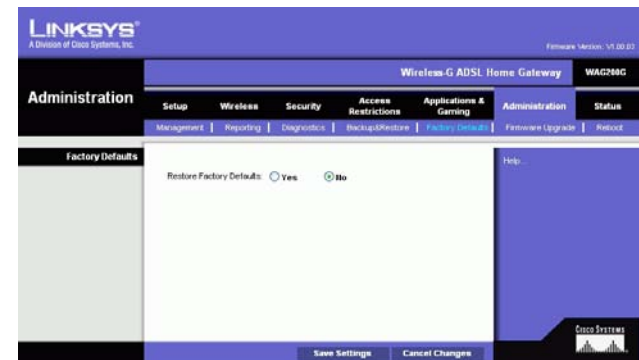 LINKSYS®
A Division of Cisco Systems, Inc.
Firmware Version: V1.00.03
Wireless-G ADSL Home Gateway WAG200G
Administration
Setup Wireless Security Access Restrictions Applications & Gaming Administration Status
Management | Reporting | Diagnostics | Backup&Restore | Factory Defaults | Firmware Upgrade | Reboot
Factory Defaults
Restore Factory Defaults: Yes No
Help...
Save Settings Cancel Changes
CISCO SYSTEMS